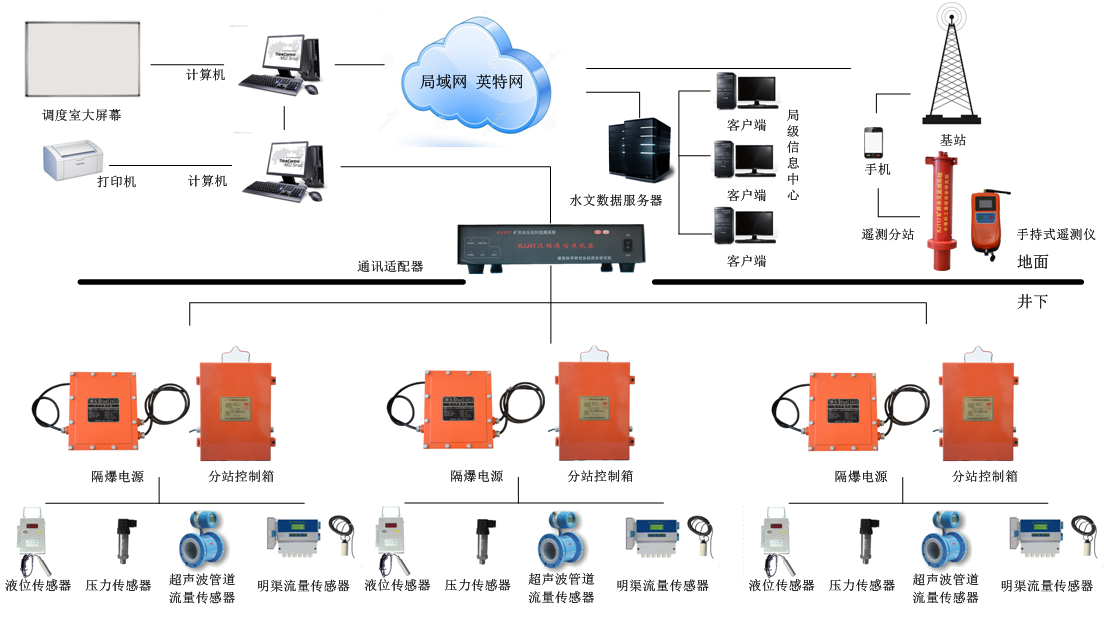 计算机
局域网 英特网
调度室大屏幕
客户端
局级信息中心
基站
打印机
计算机
水文数据服务器
客户端
手机
遥测分站
手持式遥测仪
客户端
通讯适配器
地面
井下
隔爆电源
分站控制箱
隔爆电源
分站控制箱
隔爆电源
分站控制箱
液位传感器
压力传感器
超声波管道
流量传感器
明渠流量传感器
液位传感器
压力传感器
超声波管道
流量传感器
明渠流量传感器
液位传感器
压力传感器
超声波管道
流量传感器
明渠流量传感器